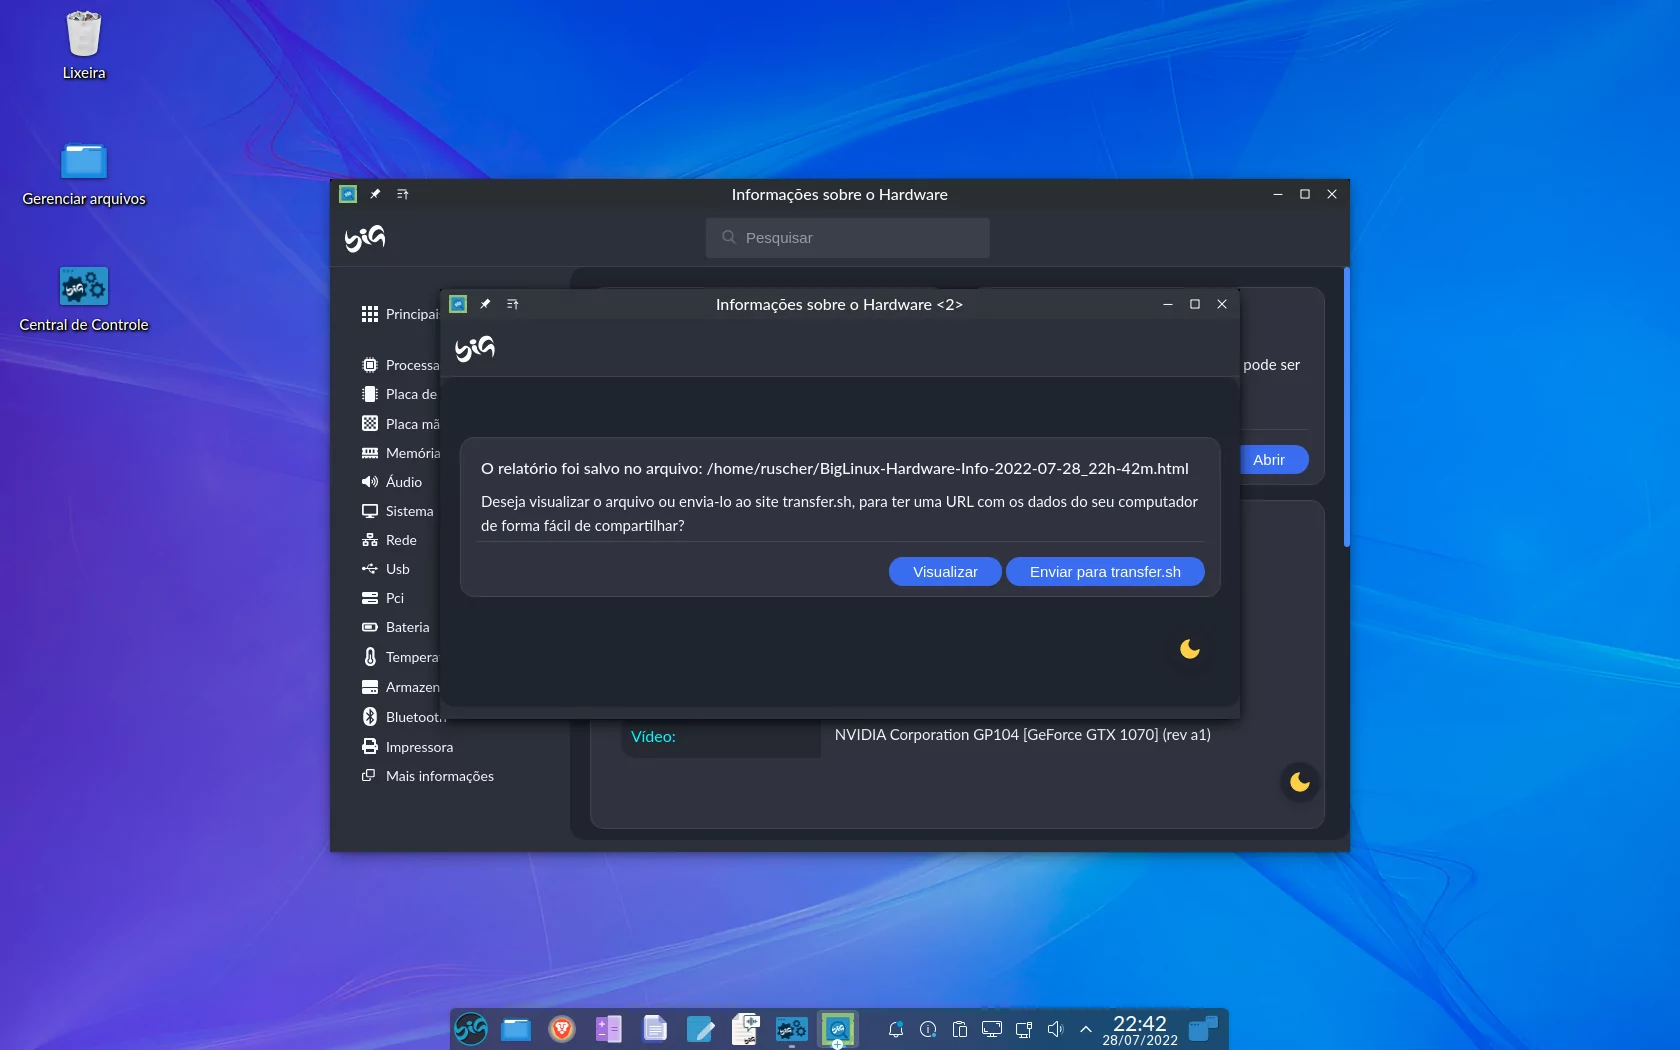 Lixeira
Gerenciar arquivos
Central de Controle
Informações sobre o Hardware
big
Pesquisar
Principais
Processa
Placa de
Placa mã
Memória
Áudio
Sistema
Rede
Usb
Pci
Bateria
Tempera
Armazen
Bluetooth
Impressora
Mais informações
pode ser
Abrir
Informações sobre o Hardware <2>
big
O relatório foi salvo no arquivo: /home/ruscher/BigLinux-Hardware-Info-2022-07-28_22h-42m.html
Deseja visualizar o arquivo ou envia-lo ao site transfer.sh, para ter uma URL com os dados do seu computador
de forma fácil de compartilhar?
Visualizar
Enviar para transfer.sh
Vídeo:
NVIDIA Corporation GP104 [GeForce GTX 1070] (rev a1)
22:42
28/07/2022